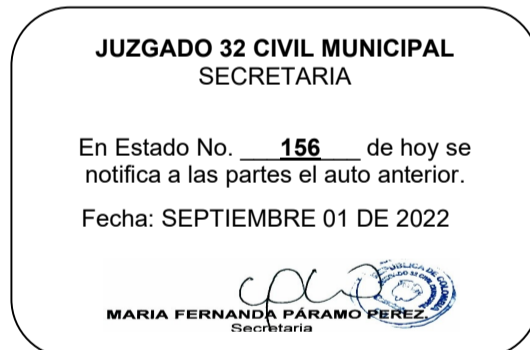 JUZGADO 32 CIVIL MUNICIPAL
SECRETARIA
En Estado No. ___156___ de hoy se
notifica a las partes el auto anterior.
Fecha: SEPTIEMBRE 01 DE 2022
MARIA FERNANDA PÁRAMO PEREZ
Secretaria